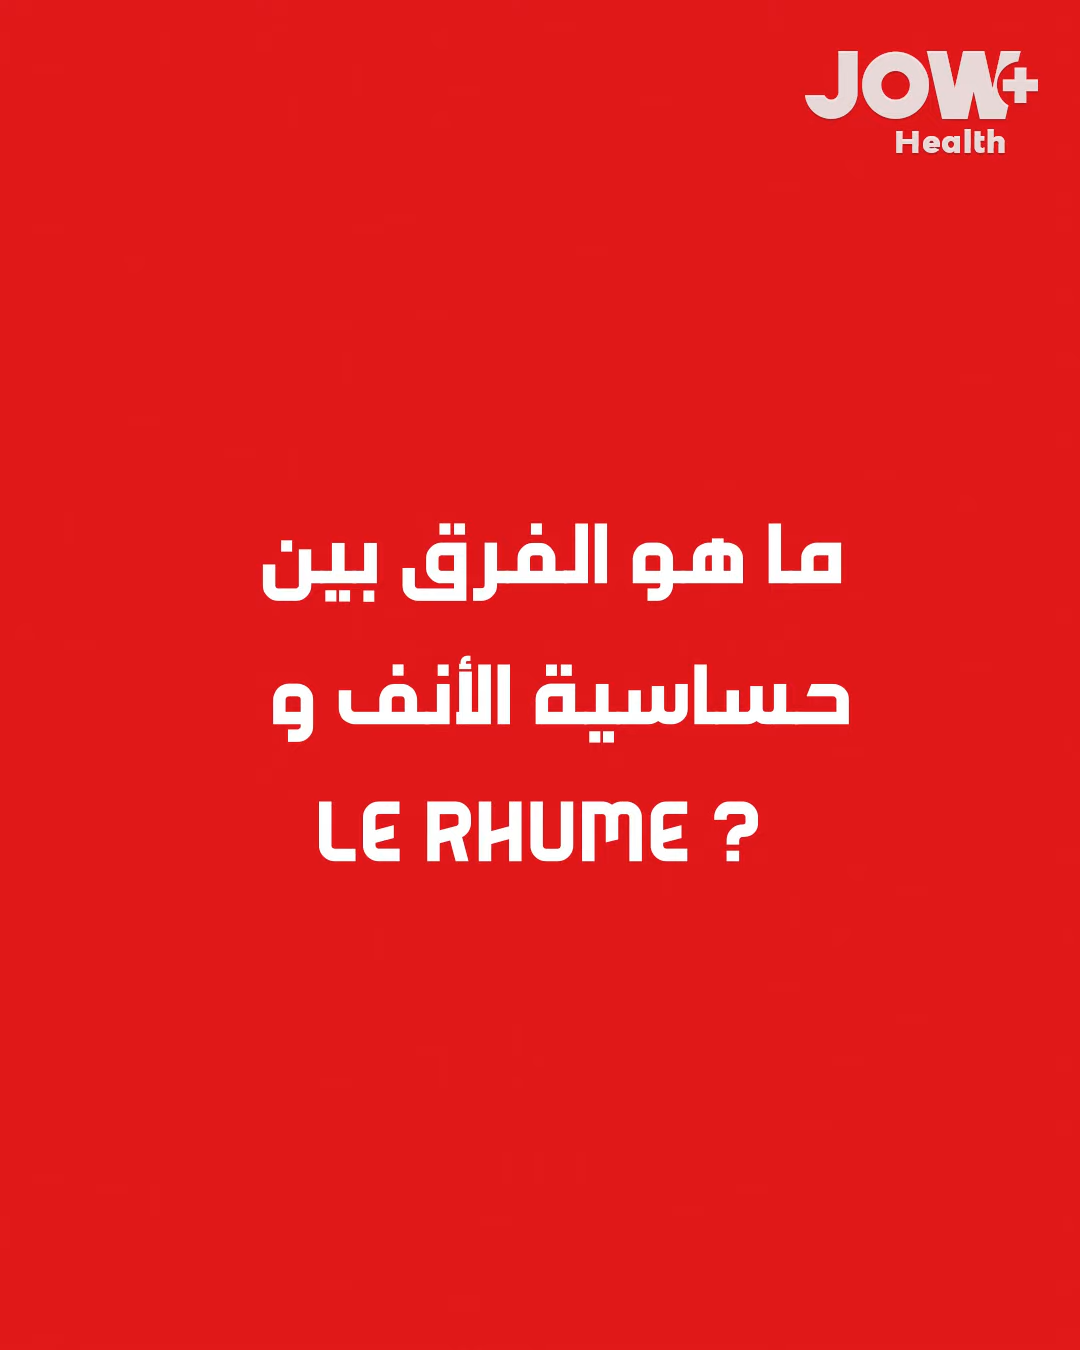 JOW+
Health
ما هو الفرق بين
حساسية الأنف و
LE RHUME ?